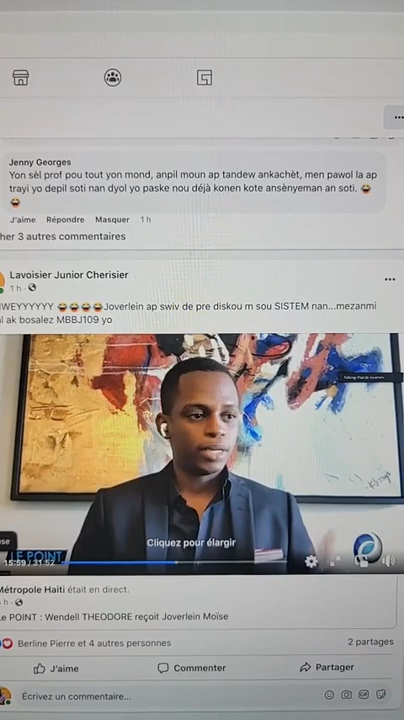 Jenny Georges
Yon sèl prof pou tout yon mond, anpil moun ap tandew ankachèt, men pawol la ap
trayi yo depil soti nan dyol yo paske nou déjà konen kote ansènyeman an soti. 😂
😂
J'aime Répondre Masquer 1 h
her 3 autres commentaires
Lavoisier Junior Cherisier
1 h
WEYYYYYY 😂😂😂😂Joverlein ap swiv de pre diskou m sou SISTEM nan...mezanmi
l ak bosalez MBBJ109 yo
Cliquez pour élargir
se
LE POINT
15:59 / 31:52
Métropole Haiti était en direct.
h
Le POINT : Wendell THEODORE reçoit Joverlein Moïse
Berline Pierre et 4 autres personnes 2 partages
J'aime Commenter Partager
Écrivez un commentaire...